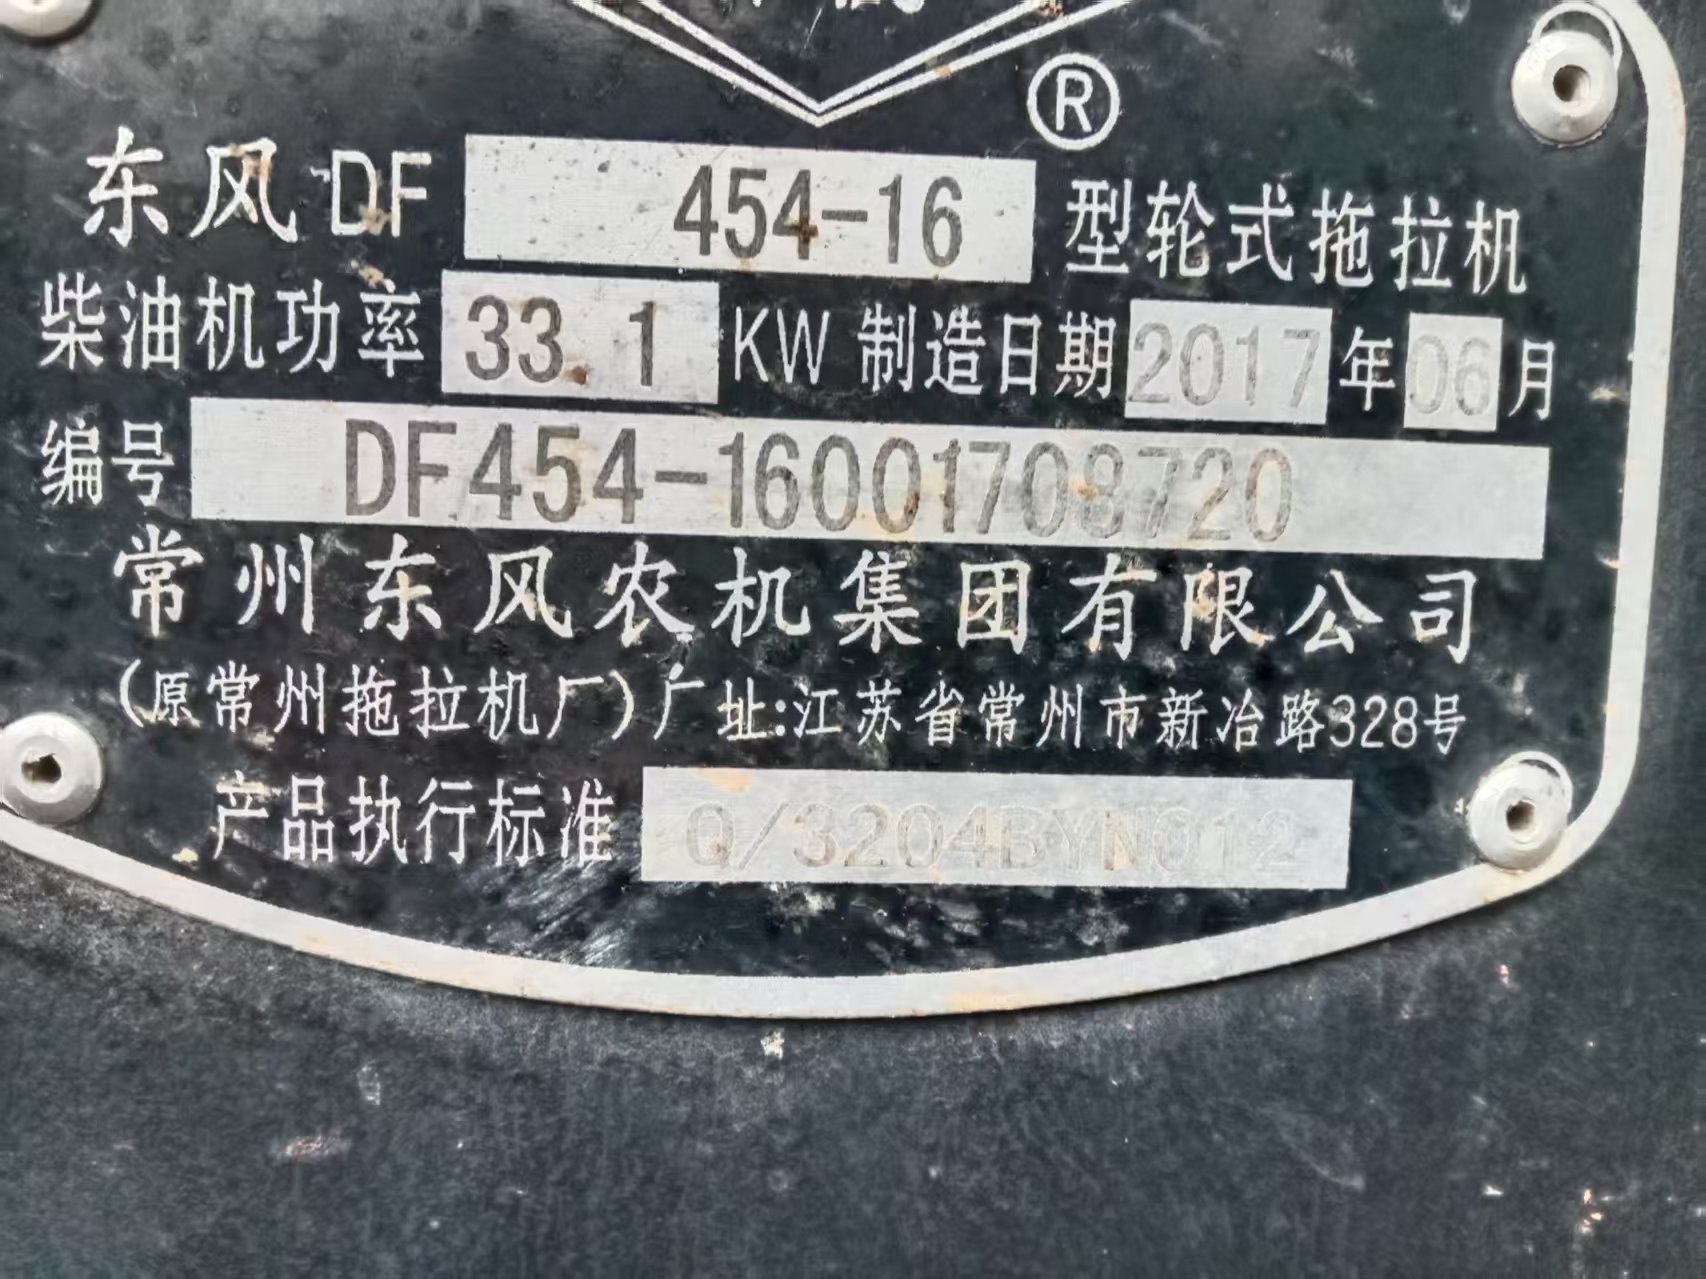 ®
东风 DF 454-16 型轮式拖拉机
柴油机功率 33.1 KW 制造日期 2017 年 06 月
编号 DF454-16001708720
常州东风农机集团有限公司
(原常州拖拉机厂)厂址:江苏省常州市新冶路328号
产品执行标准 Q/3204BYN012